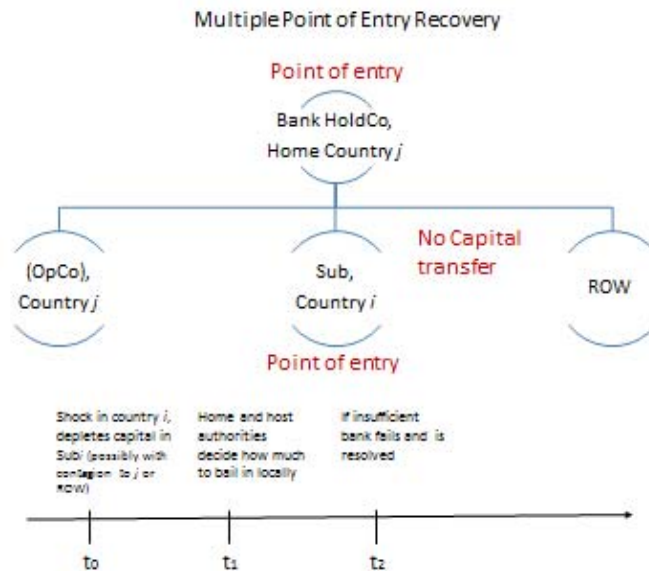 Multiple Point of Entry Recovery
Point of entry
Bank HoldCo,
Home Country j
(OpCo),
Country j
Sub,
Country i
No Capital
transfer
ROW
Point of entry
Shock in country i,
depletes capital in
Subi (possibly with
contagion to j or
ROW)
Home and host
authorities
decide how much
to bail in locally
If insufficient
bank fails and is
resolved
t0
t1
t2